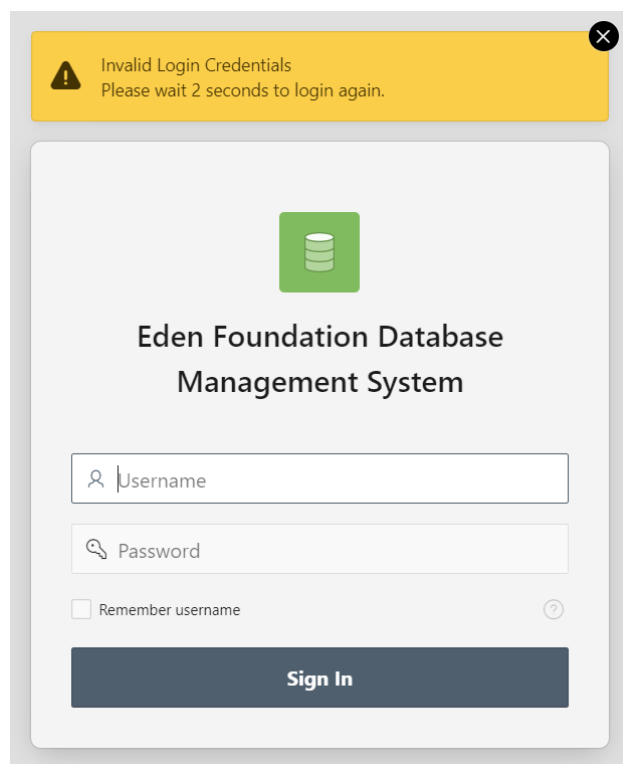 Invalid Login Credentials
Please wait 2 seconds to login again.
Eden Foundation Database
Management System
Username
Password
Remember username
Sign In